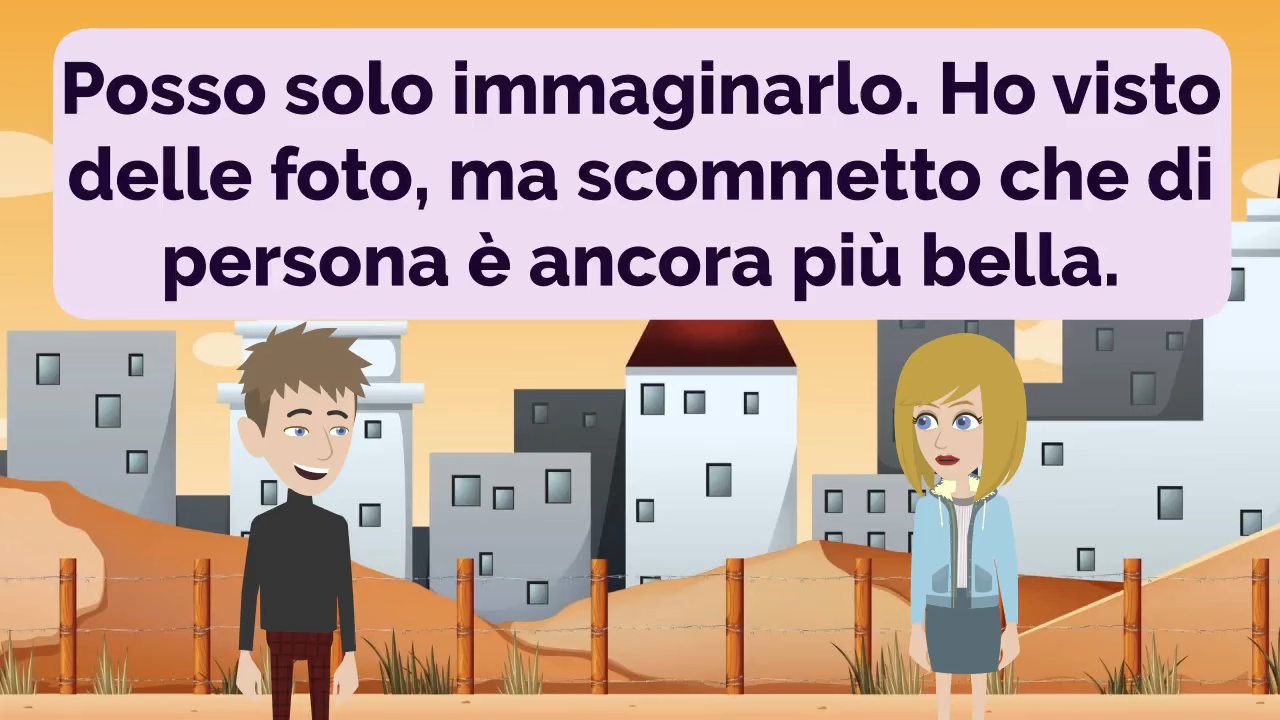 Posso solo immaginarlo. Ho visto
delle foto, ma scommetto che di
persona è ancora più bella.